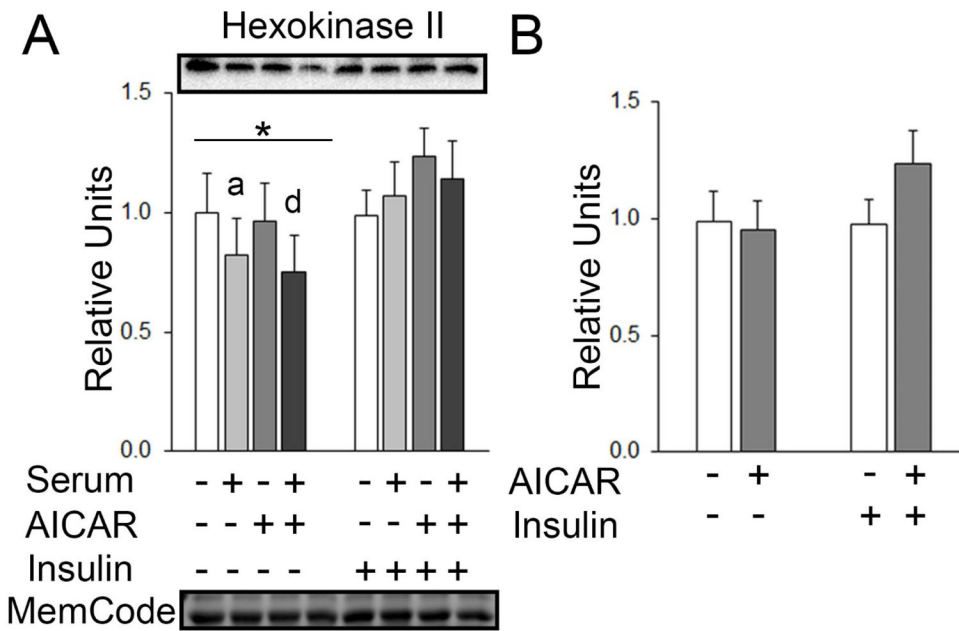 A
Hexokinase II
Relative Units
1.5
1.0
0.5
0.0
*
a
d
Serum - + - + - + - +
AICAR - - + + - - + +
Insulin - - - - + + + +
MemCode
B
Relative Units
1.5
1.0
0.5
0.0
AICAR - + - +
Insulin - - + +